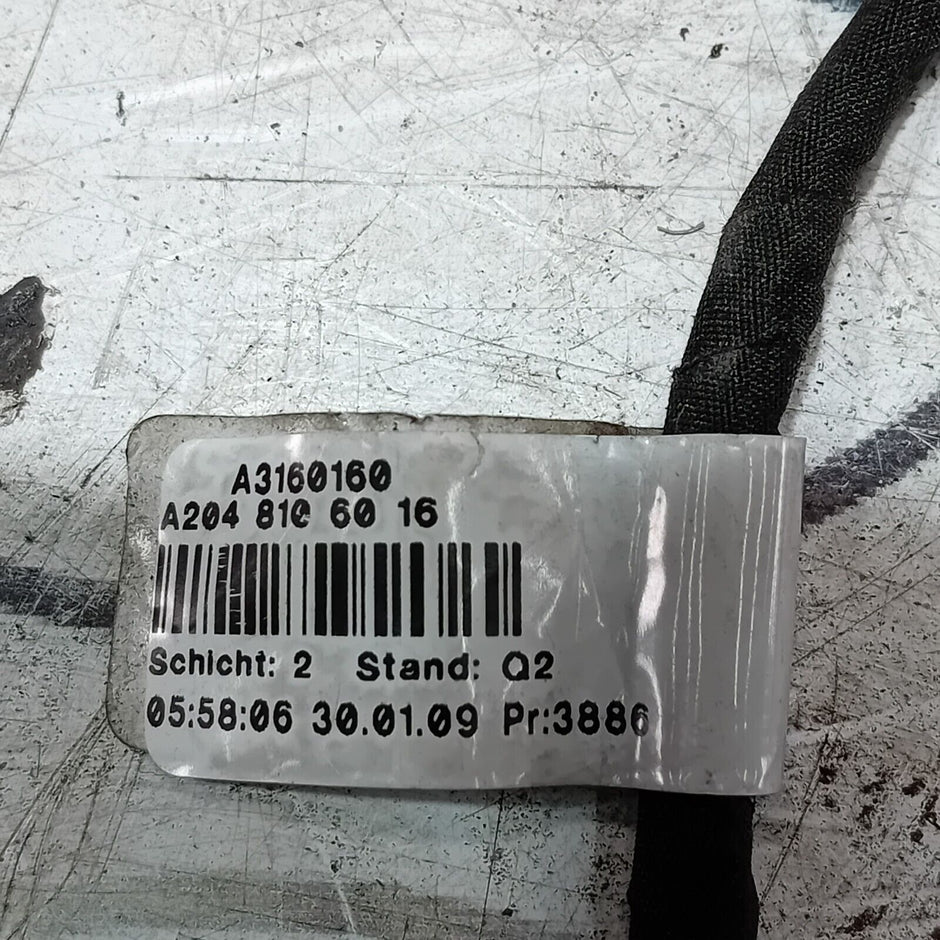 A3160160
A204 810 60 16
Schicht: 2 Stand: Q2
05:58:06 30.01.09 Pr:3886